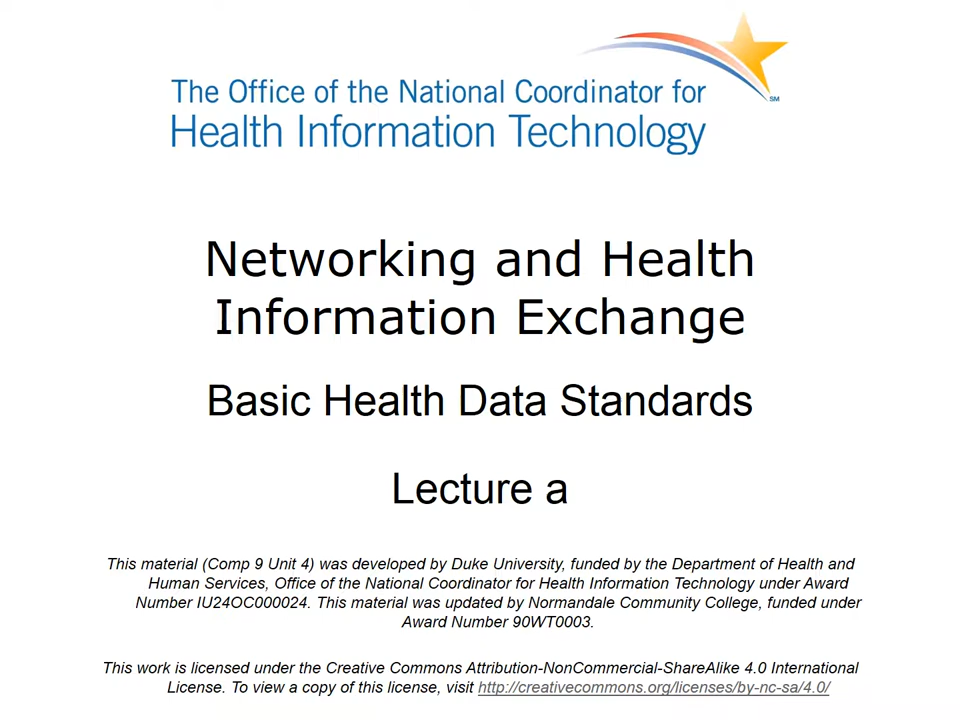 SM
The Office of the National Coordinator for
Health Information Technology
Networking and Health
Information Exchange
Basic Health Data Standards
Lecture a
This material (Comp 9 Unit 4) was developed by Duke University, funded by the Department of Health and
Human Services, Office of the National Coordinator for Health Information Technology under Award
Number IU24OC000024. This material was updated by Normandale Community College, funded under
Award Number 90WT0003.
This work is licensed under the Creative Commons Attribution-NonCommercial-ShareAlike 4.0 International
License. To view a copy of this license, visit http://creativecommons.org/licenses/by-nc-sa/4.0/